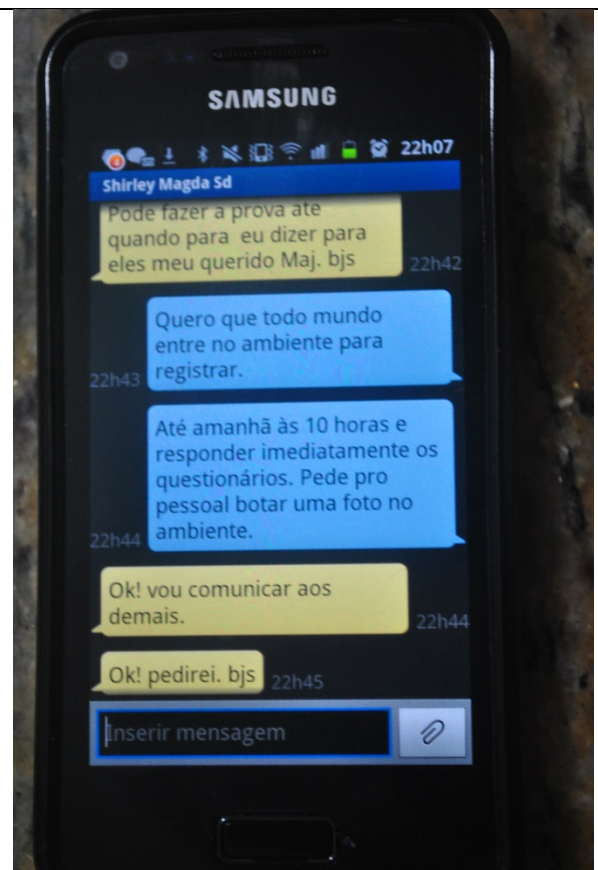 SAMSUNG
22h07
Shirley Magda Sd
Pode fazer a prova ate
quando para eu dizer para
eles meu querido Maj. bjs
22h42
Quero que todo mundo
entre no ambiente para
registrar.
22h43
Até amanhã às 10 horas e
responder imediatamente os
questionários. Pede pro
pessoal botar uma foto no
ambiente.
22h44
Ok! vou comunicar aos
demais.
22h44
Ok! pedirei. bjs
22h45
Inserir mensagem